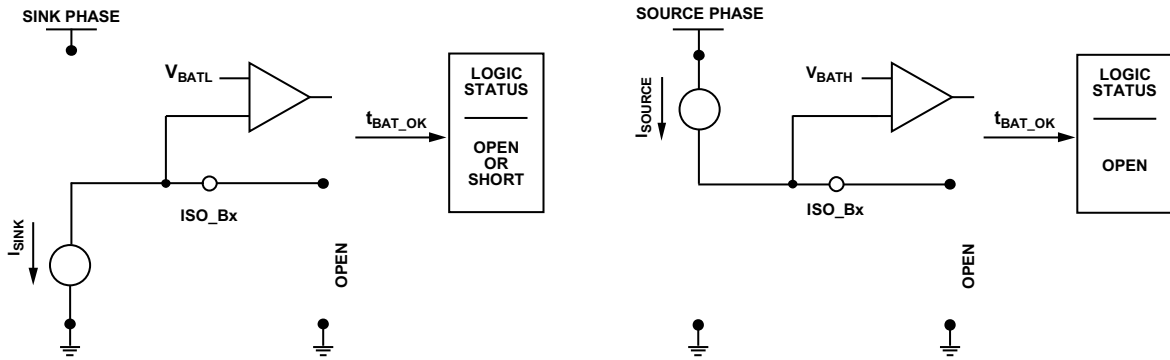 SINK PHASE
V_BATL
LOGIC
STATUS
t_BAT_OK
OPEN
OR
SHORT
ISO_Bx
I_SINK
OPEN
SOURCE PHASE
I_SOURCE
V_BATH
LOGIC
STATUS
t_BAT_OK
OPEN
ISO_Bx
OPEN